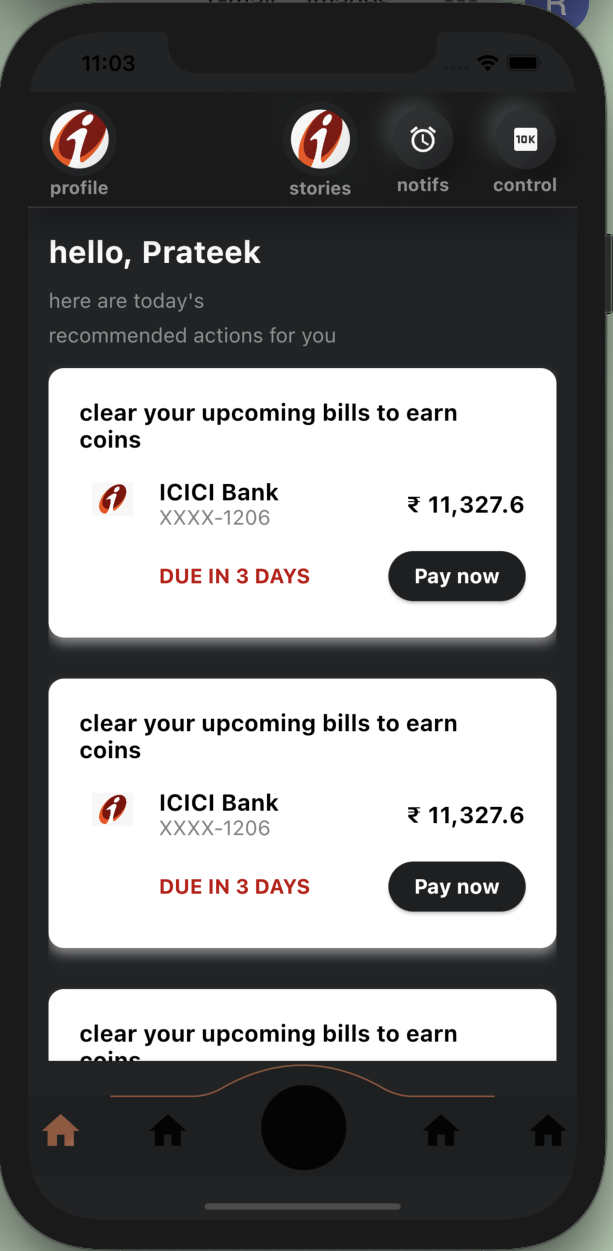 Gmail Images
R
11:03
10K
profile
stories
notifs
control
hello, Prateek
here are today's
recommended actions for you
clear your upcoming bills to earn
coins
ICICI Bank
XXXX-1206
₹ 11,327.6
DUE IN 3 DAYS
Pay now
clear your upcoming bills to earn
coins
ICICI Bank
XXXX-1206
₹ 11,327.6
DUE IN 3 DAYS
Pay now
clear your upcoming bills to earn
coins